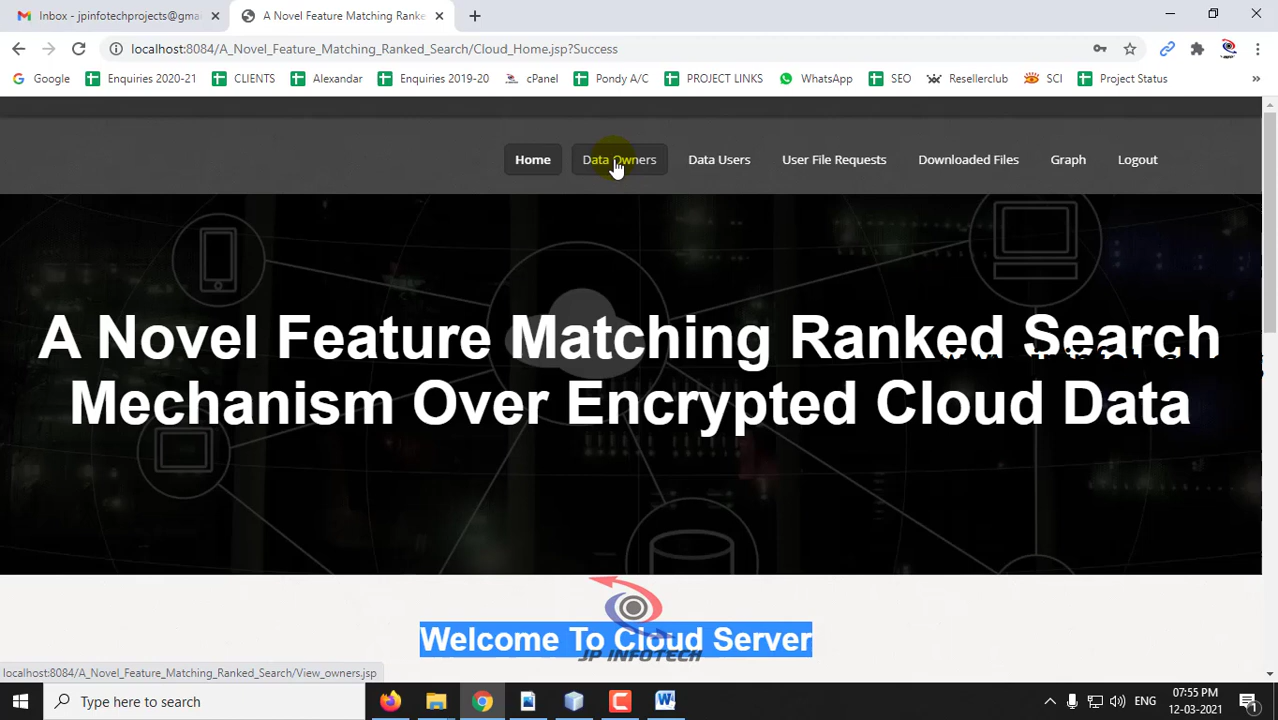 Inbox - jpinfotechprojects@gma
A Novel Feature Matching Ranke
localhost:8084/A_Novel_Feature_Matching_Ranked_Search/Cloud_Home.jsp?Success
Google
Enquiries 2020-21
CLIENTS
Alexandar
Enquiries 2019-20
cPanel
Pondy A/C
PROJECT LINKS
WhatsApp
SEO
Resellerclub
SCI
Project Status
Home
Data Owners
Data Users
User File Requests
Downloaded Files
Graph
Logout
A Novel Feature Matching Ranked Search
Mechanism Over Encrypted Cloud Data
Welcome To Cloud Server
JP INFOTECH
localhost:8084/A_Novel_Feature_Matching_Ranked_Search/View_owners.jsp
Type here to search
ENG
07:55 PM
12-03-2021
1